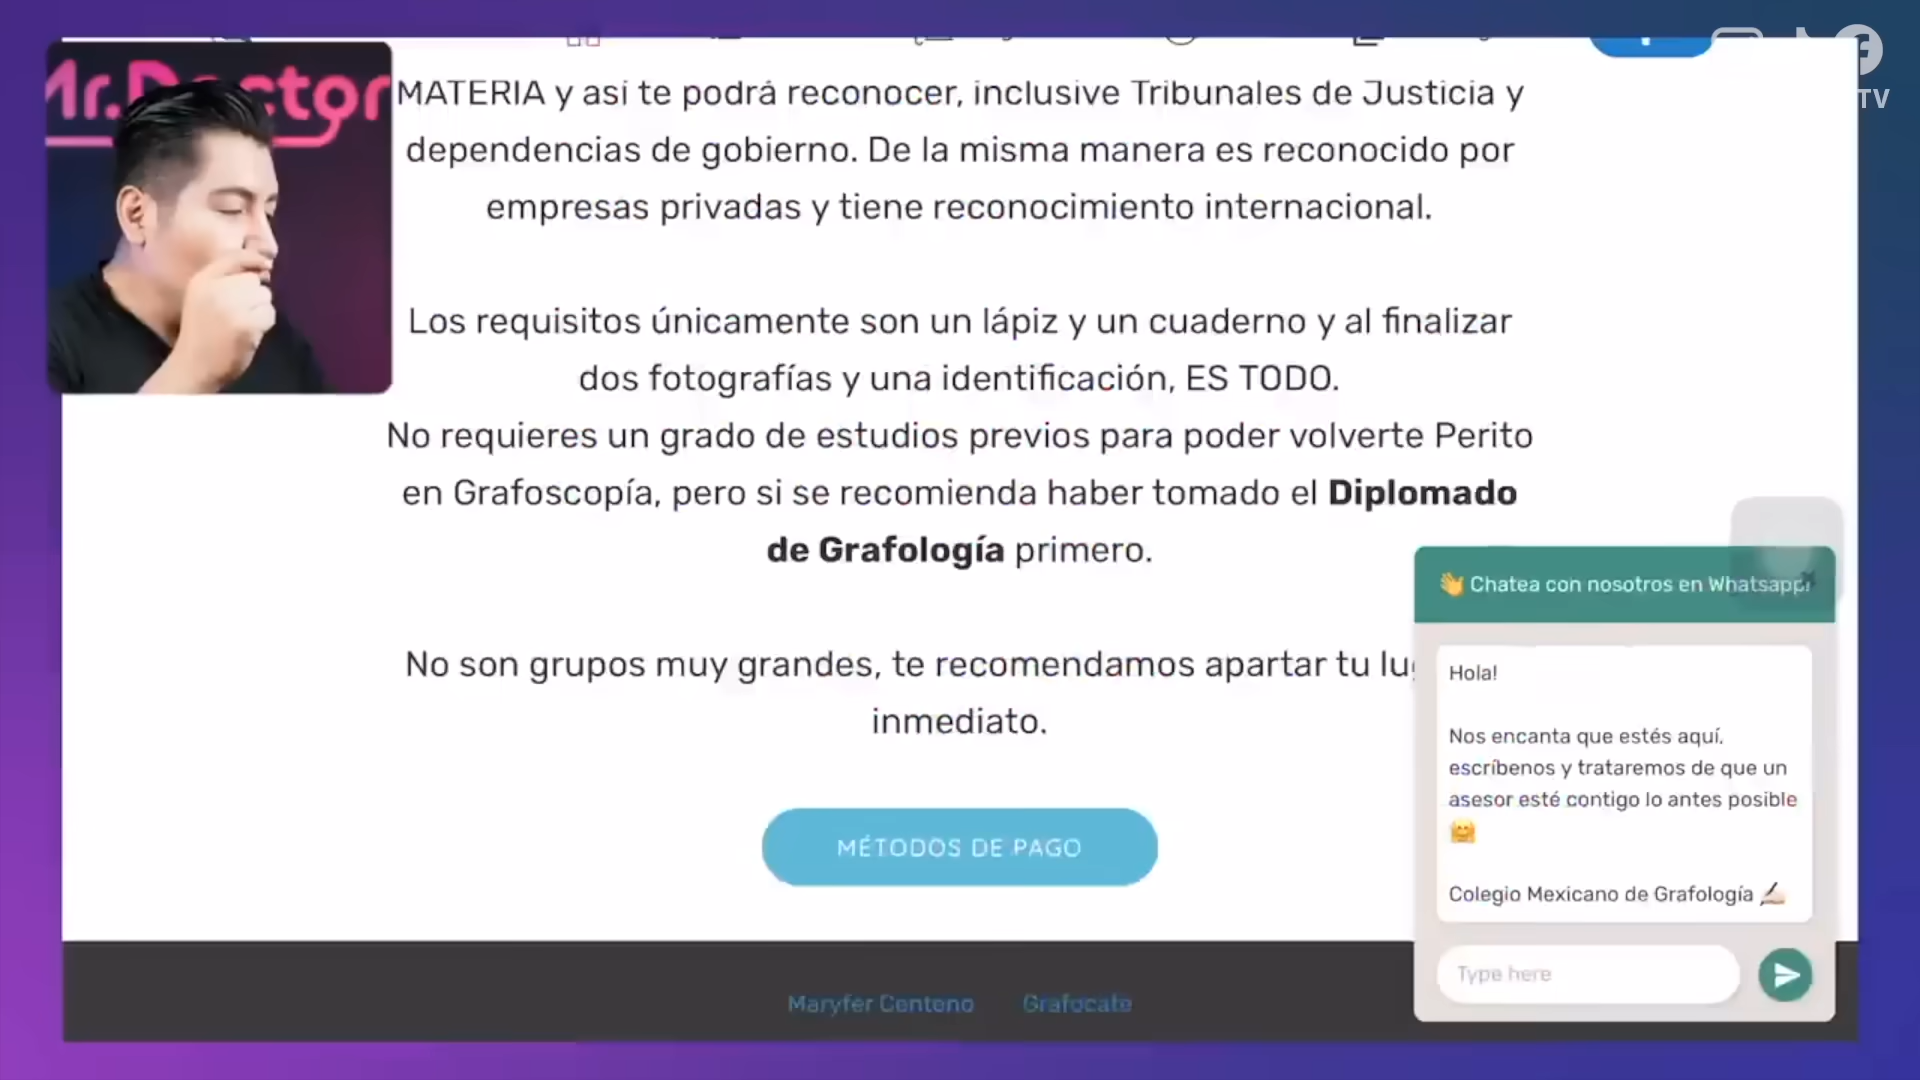 Mr.Doctor
TV
MATERIA y así te podrá reconocer, inclusive Tribunales de Justicia y
dependencias de gobierno. De la misma manera es reconocido por
empresas privadas y tiene reconocimiento internacional.
Los requisitos únicamente son un lápiz y un cuaderno y al finalizar
dos fotografías y una identificación, ES TODO.
No requieres un grado de estudios previos para poder volverte Perito
en Grafoscopía, pero si se recomienda haber tomado el Diplomado
de Grafología primero.
No son grupos muy grandes, te recomendamos apartar tu
inmediato.
MÉTODOS DE PAGO
Maryfer Centeno Grafocafe
👋 Chatea con nosotros en Whatsapp!
Hola!
Nos encanta que estés aquí,
escríbenos y trataremos de que un
asesor esté contigo lo antes posible
🤗
Colegio Mexicano de Grafología ✍🏻
Type here